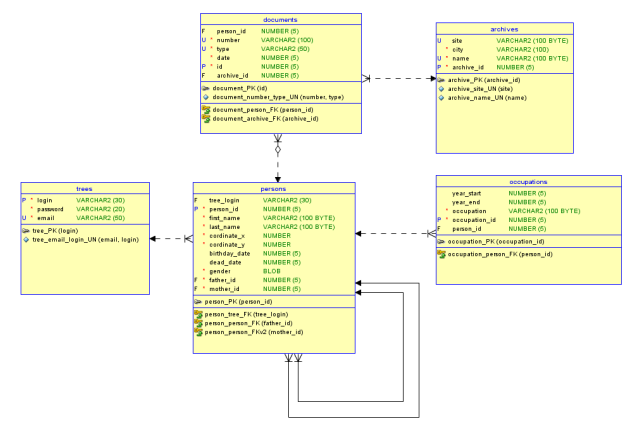 documents
F person_id NUMBER (5)
U * number VARCHAR2 (100)
U * type VARCHAR2 (50)
* date NUMBER (5)
P * id NUMBER (5)
F archive_id NUMBER (5)
document_PK (id)
document_number_type_UN (number, type)
document_person_FK (person_id)
document_archive_FK (archive_id)
archives
U site VARCHAR2 (100 BYTE)
* city VARCHAR2 (100)
U * name VARCHAR2 (100 BYTE)
P * archive_id NUMBER (5)
archive_PK (archive_id)
archive_site_UN (site)
archive_name_UN (name)
trees
P * login VARCHAR2 (30)
* password VARCHAR2 (20)
U * email VARCHAR2 (50)
tree_PK (login)
tree_email_login_UN (email, login)
persons
F tree_login VARCHAR2 (30)
P * person_id NUMBER (5)
* first_name VARCHAR2 (100 BYTE)
* last_name VARCHAR2 (100 BYTE)
* cordinate_x NUMBER
* cordinate_y NUMBER
birthday_date NUMBER (5)
dead_date NUMBER (5)
* gender BLOB
F * father_id NUMBER (5)
F * mother_id NUMBER (5)
person_PK (person_id)
person_tree_FK (tree_login)
person_person_FK (father_id)
person_person_FKv2 (mother_id)
occupations
year_start NUMBER (5)
year_end NUMBER (5)
* occupation VARCHAR2 (100 BYTE)
P * occupation_id NUMBER (5)
F person_id NUMBER (5)
occupation_PK (occupation_id)
occupation_person_FK (person_id)